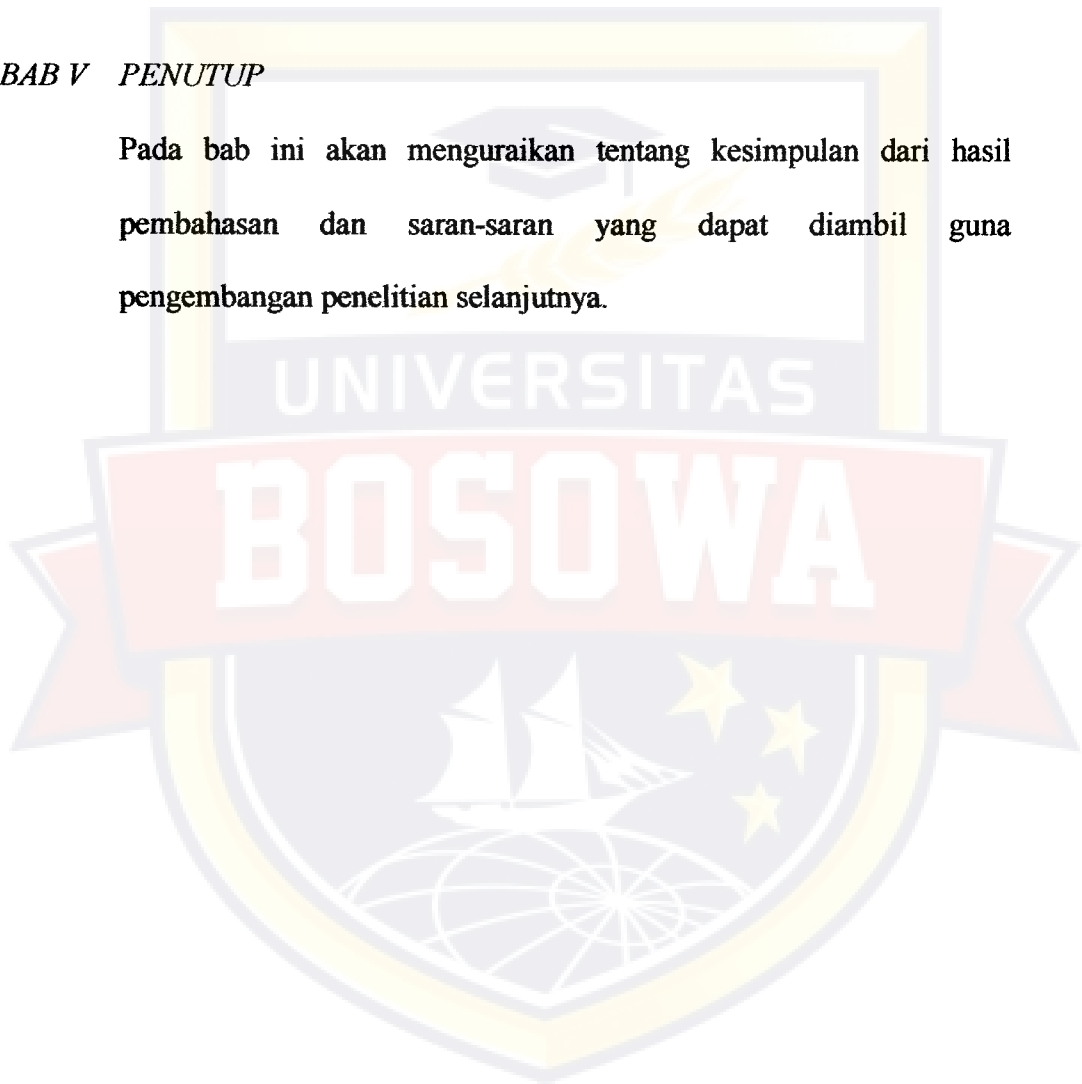 BAB V PENUTUP
Pada bab ini akan menguraikan tentang kesimpulan dari hasil
pembahasan dan saran-saran yang dapat diambil guna
pengembangan penelitian selanjutnya.
UNIVERSITAS
BOSOWA